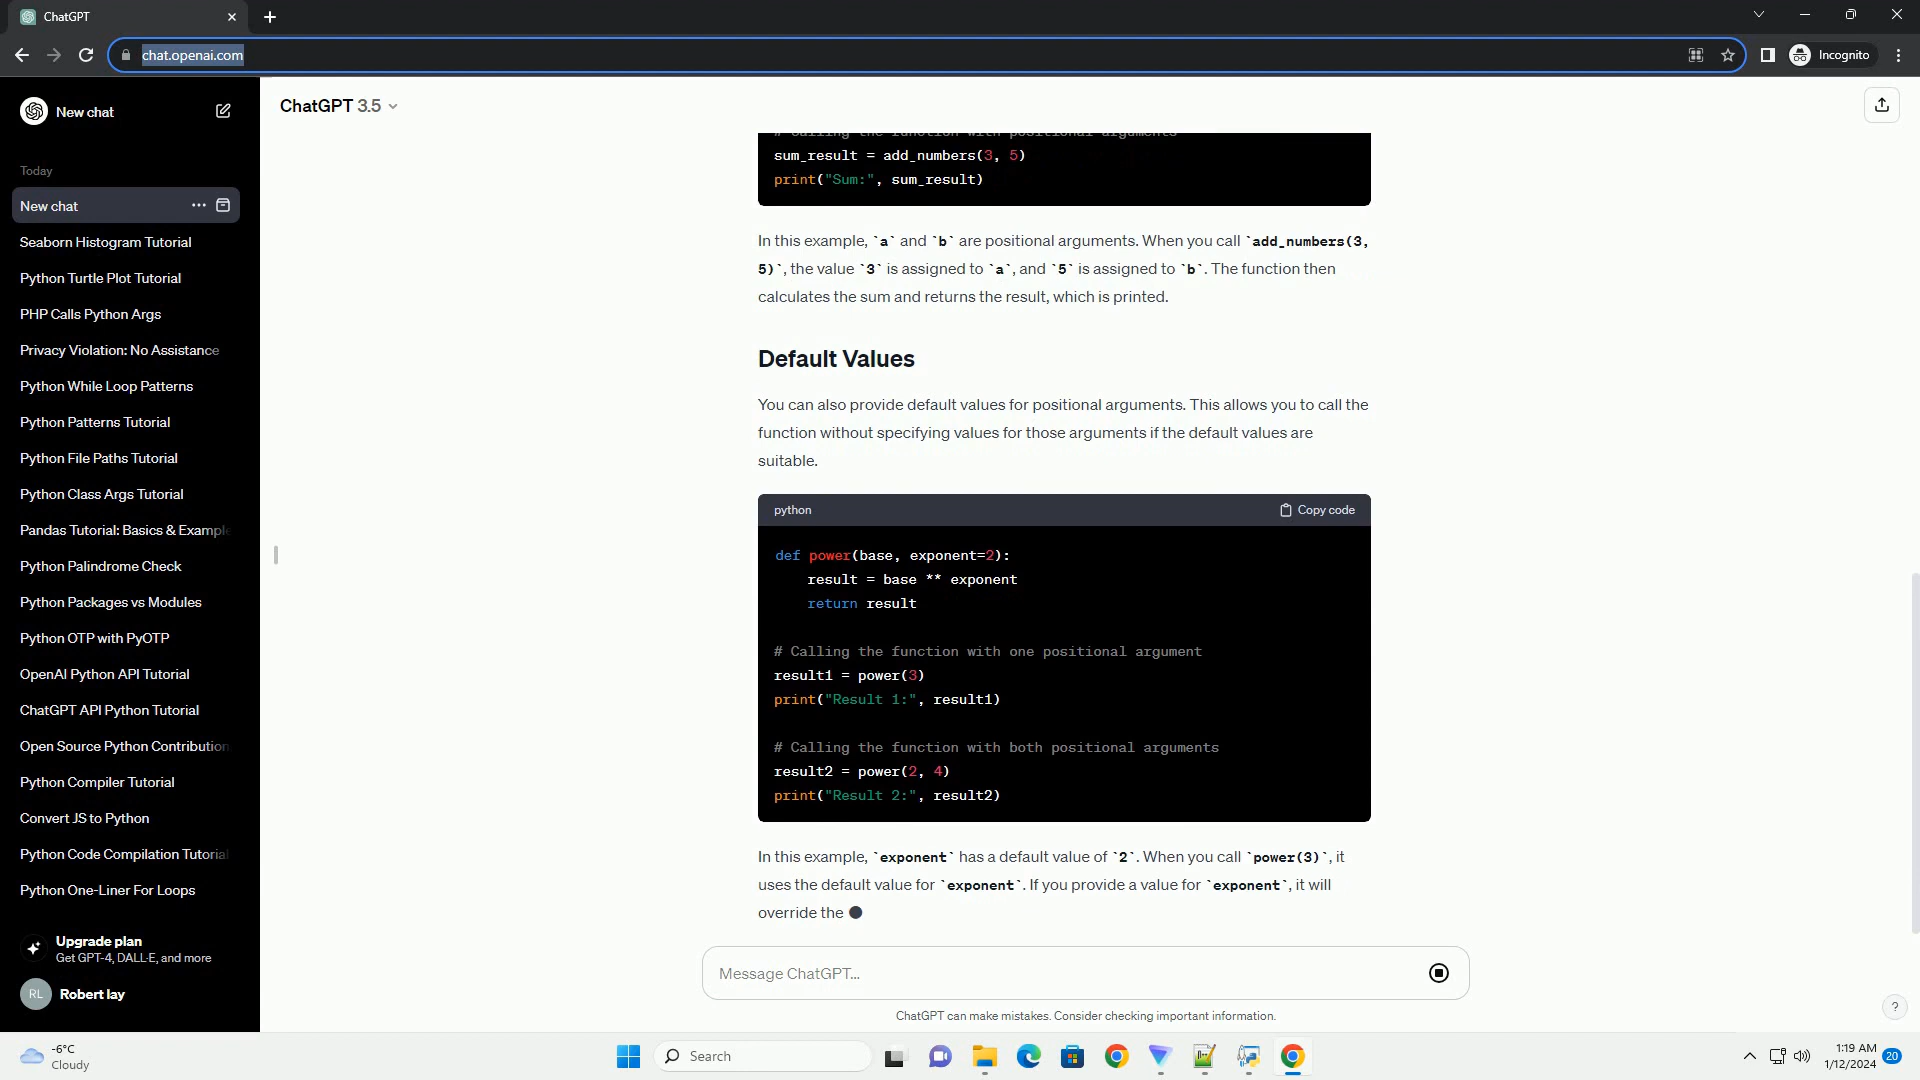 ChatGPT
chat.openai.com
Incognito
New chat
Today
New chat
Seaborn Histogram Tutorial
Python Turtle Plot Tutorial
PHP Calls Python Args
Privacy Violation: No Assistance
Python While Loop Patterns
Python Patterns Tutorial
Python File Paths Tutorial
Python Class Args Tutorial
Pandas Tutorial: Basics & Example
Python Palindrome Check
Python Packages vs Modules
Python OTP with PyOTP
OpenAI Python API Tutorial
ChatGPT API Python Tutorial
Open Source Python Contribution
Python Compiler Tutorial
Convert JS to Python
Python Code Compilation Tutorial
Python One-Liner For Loops
Upgrade plan
Get GPT-4, DALL·E, and more
RL Robert lay
ChatGPT 3.5
# Calling the function with positional arguments
sum_result = add_numbers(3, 5)
print("Sum:", sum_result)
In this example, `a` and `b` are positional arguments. When you call `add_numbers(3,
5)`, the value `3` is assigned to `a`, and `5` is assigned to `b`. The function then
calculates the sum and returns the result, which is printed.
Default Values
You can also provide default values for positional arguments. This allows you to call the
function without specifying values for those arguments if the default values are
suitable.
python Copy code
def power(base, exponent=2):
    result = base ** exponent
    return result
# Calling the function with one positional argument
result1 = power(3)
print("Result 1:", result1)
# Calling the function with both positional arguments
result2 = power(2, 4)
print("Result 2:", result2)
In this example, `exponent` has a default value of `2`. When you call `power(3)`, it
uses the default value for `exponent`. If you provide a value for `exponent`, it will
override the
Message ChatGPT...
ChatGPT can make mistakes. Consider checking important information.
?
-6°C
Cloudy
Search
1:19 AM
1/12/2024
20